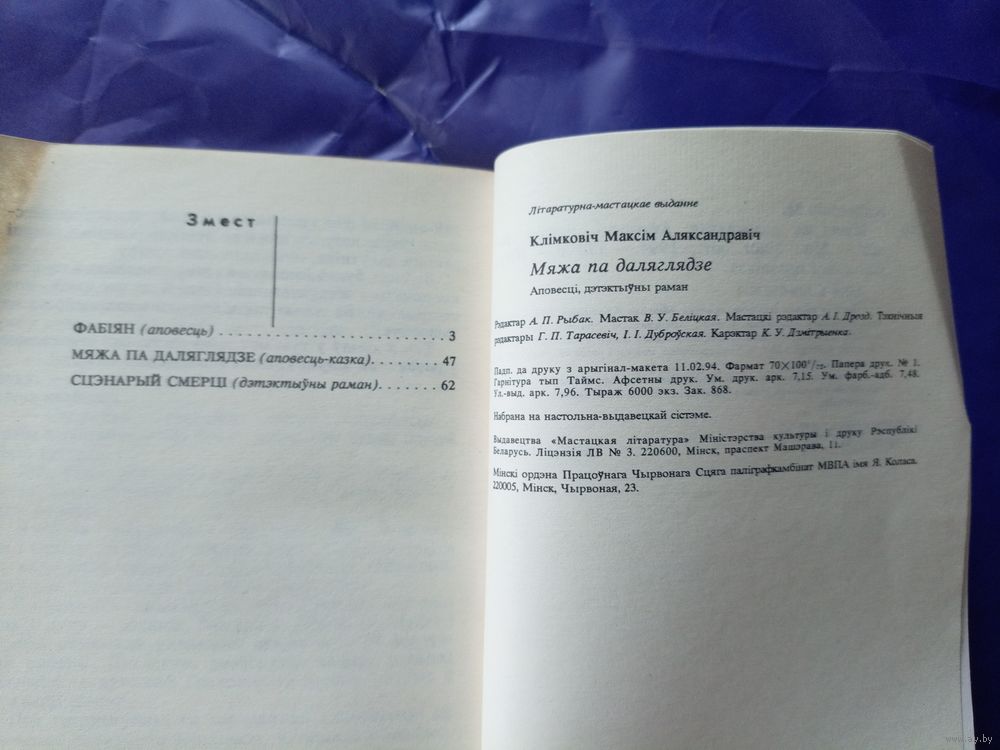 Змест
ФАБІЯН (аповесць) . . . . . . . . . . . . . . . . . . . . . . . . 3
МЯЖА ПА ДАЛЯГЛЯДЗЕ (аповесць-казка). . . . . . . 47
СЦЭНАРЫЙ СМЕРЦІ (дэтэктыўны раман). . . . . . . 62
Літаратурна-мастацкае выданне
Клімковіч Максім Аляксандравіч
Мяжа па даляглядзе
Аповесці, дэтэктыўны раман
Рэдактар А. П. Рыбак. Мастак В. У. Беліцкая. Мастацкі рэдактар А. І. Дрозд. Тэхнічныя
рэдактары Г. П. Тарасевіч, І. І. Дуброўская. Карэктар К. У. Дзмітрыенка.
Падп. да друку з арыгінал-макета 11.02.94. Фармат 70×100¹/₃₂. Папера друк. № 1.
Гарнітура тып Таймс. Афсетны друк. Ум. друк. арк. 7,15. Ум. фарб.-адб. 7,48.
Ул.-выд. арк. 7,96. Тыраж 6000 экз. Зак. 868.
Набрана на настольна-выдавецкай сістэме.
Выдавецтва «Мастацкая літаратура» Міністэрства культуры і друку Рэспублікі
Беларусь. Ліцэнзія ЛВ № 3. 220600, Мінск, праспект Машэрава, 11.
Мінскі ордэна Працоўнага Чырвонага Сцяга паліграфкамбінат МВПА імя Я. Коласа.
220005, Мінск, Чырвоная, 23.
www.ay.by